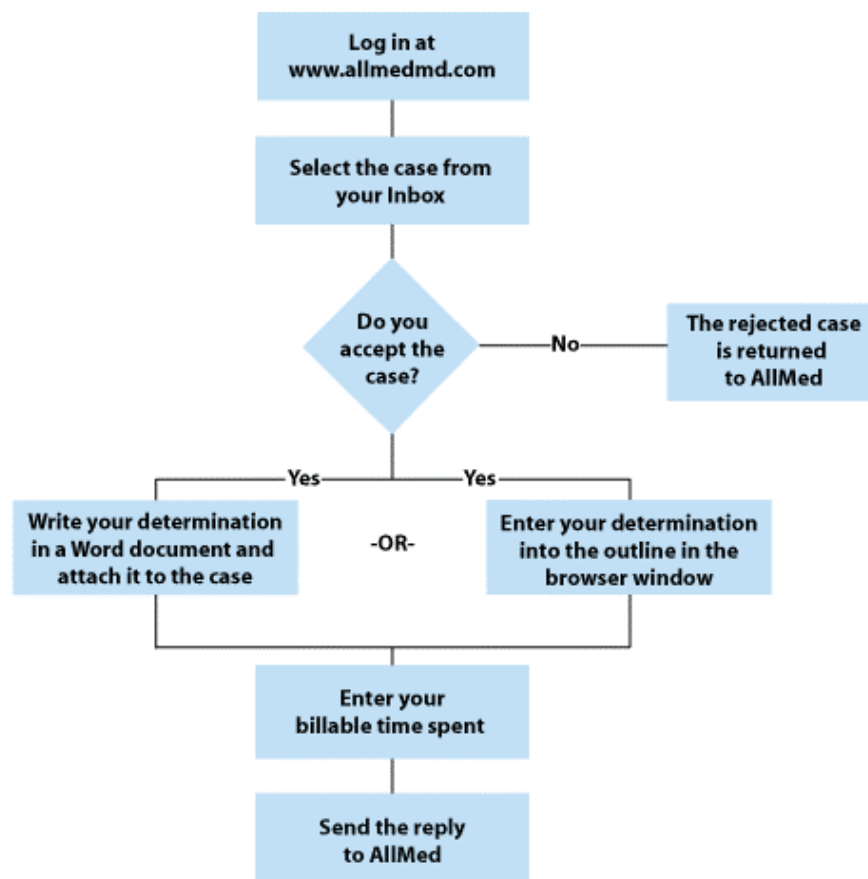 Log in at
www.allmedmd.com
Select the case from
your Inbox
Do you
accept the
case?
No
The rejected case
is returned
to AllMed
Yes
Yes
Write your determination
in a Word document and
attach it to the case
-OR-
Enter your determination
into the outline in the
browser window
Enter your
billable time spent
Send the reply
to AllMed